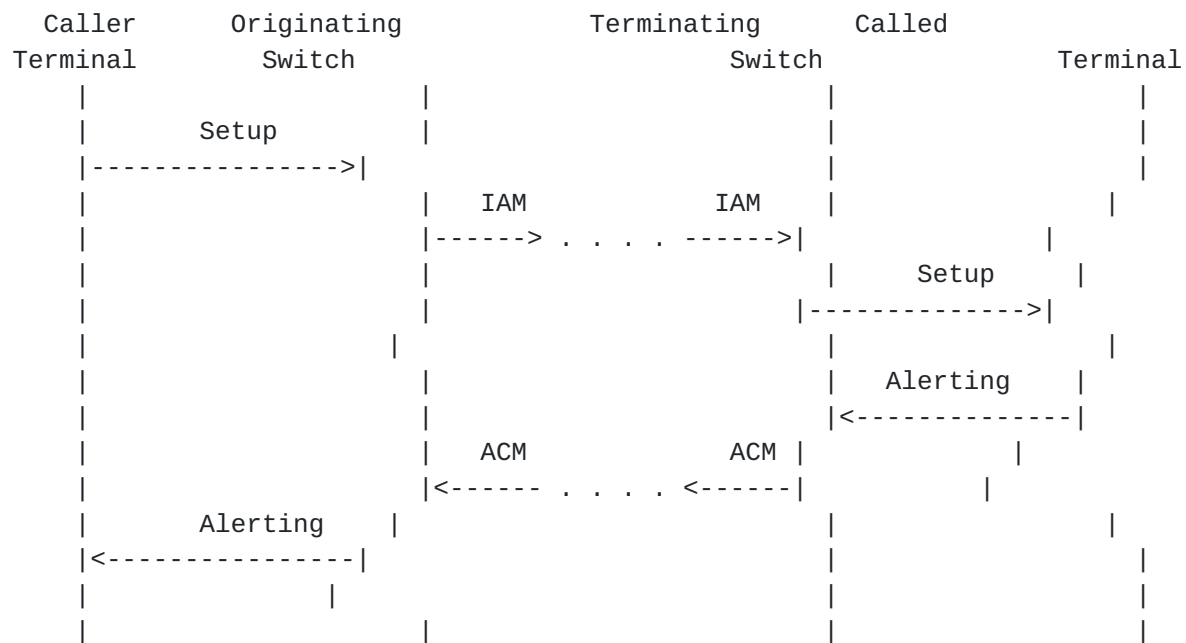 Caller Originating Terminating Called
Terminal Switch Switch Terminal
| | | |
| Setup | | |
|---------------->| | |
| | IAM IAM | |
| |------> . . . . ------>| |
| | | Setup |
| | |-------------->|
| | | |
| | | Alerting |
| | |<--------------|
| | ACM ACM | |
| |<------ . . . . <------| |
| Alerting | | |
|<----------------| | |
| | | |
| | | |